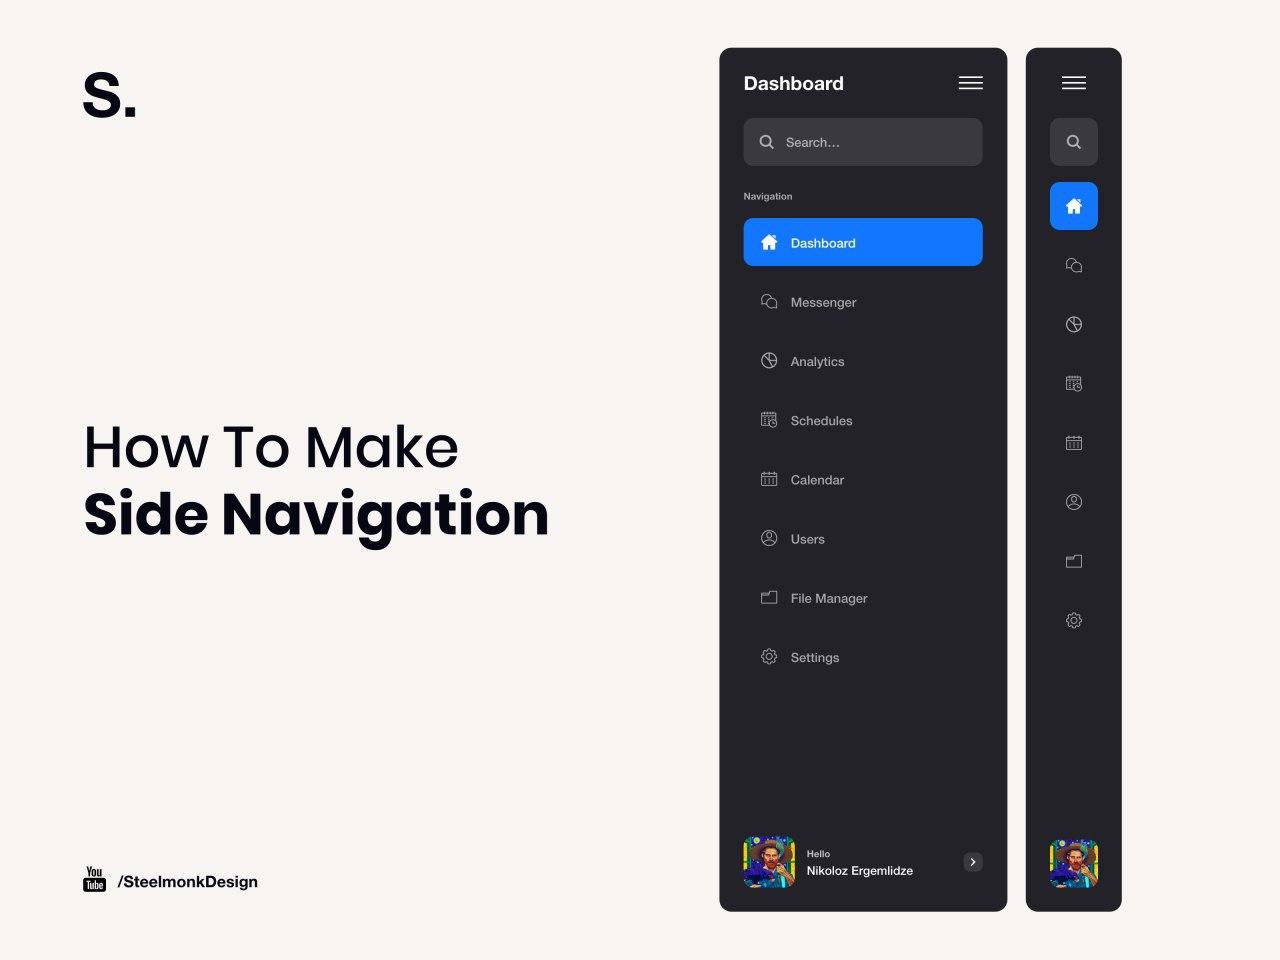 S.
How To Make
Side Navigation
You
Tube
/SteelmonkDesign
Dashboard
Search...
Navigation
Dashboard
Messenger
Analytics
Schedules
Calendar
Users
File Manager
Settings
Hello
Nikoloz Ergemlidze